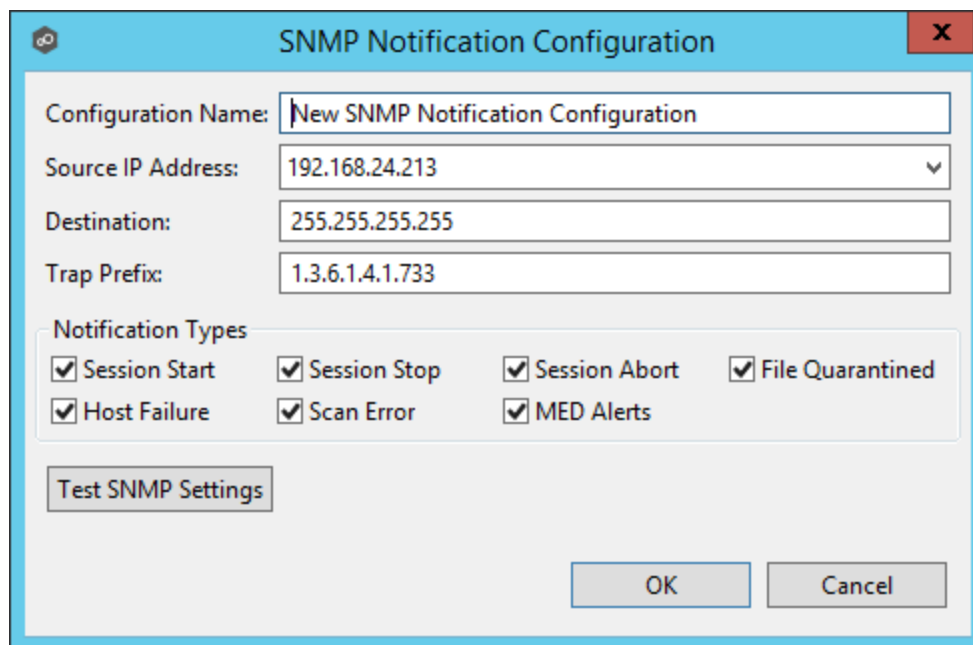 SNMP Notification Configuration
x
Configuration Name: New SNMP Notification Configuration
Source IP Address: 192.168.24.213
Destination: 255.255.255.255
Trap Prefix: 1.3.6.1.4.1.733
Notification Types
Session Start Session Stop Session Abort File Quarantined
Host Failure Scan Error MED Alerts
Test SNMP Settings
OK Cancel